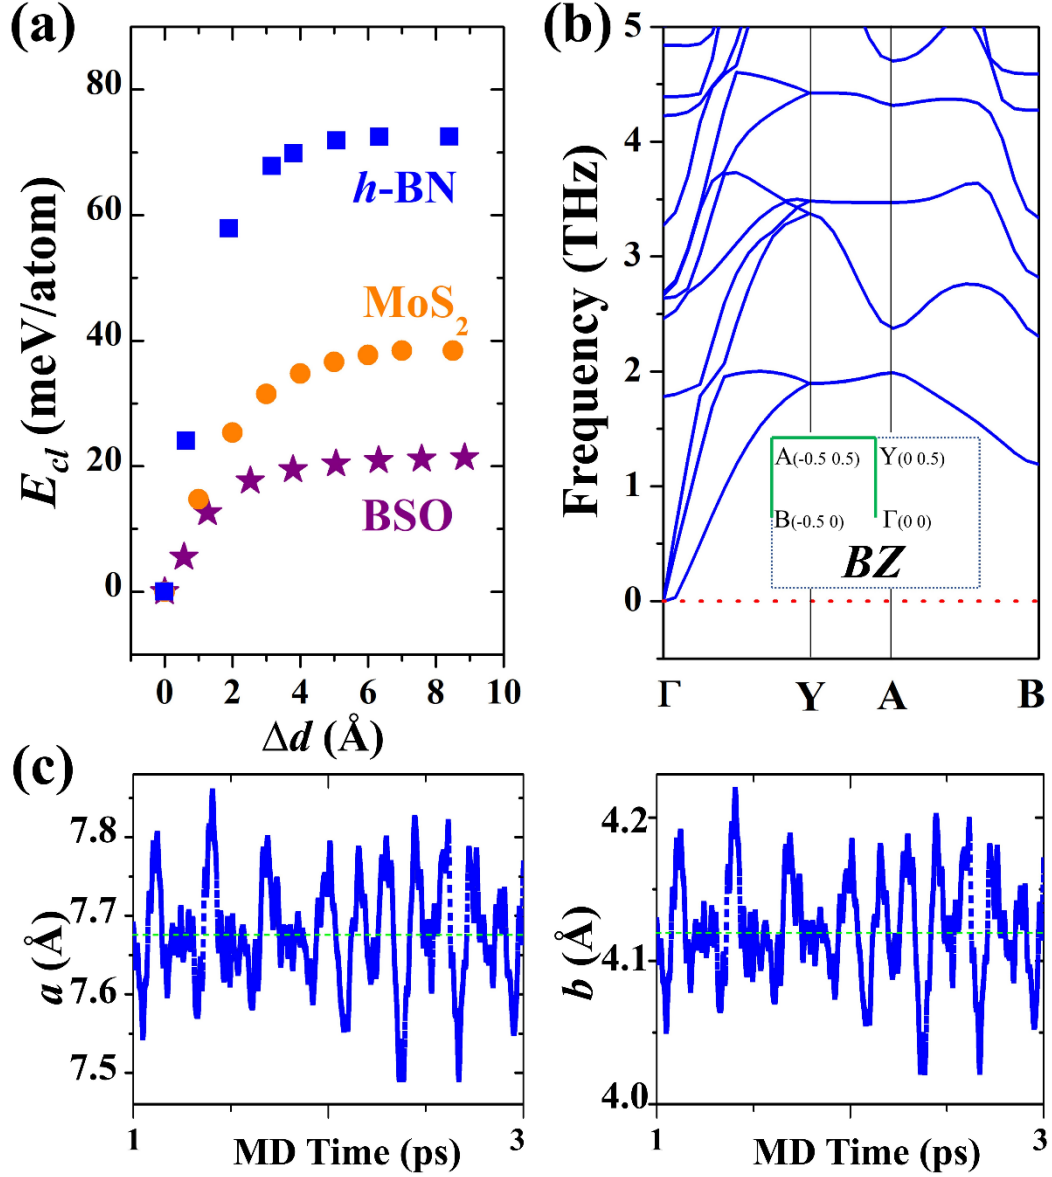 (a)
80
60
40
20
0
E_cl (meV/atom)
h-BN
MoS₂
BSO
0 2 4 6 8 10
Δd (Å)
(b)
5
4
3
2
1
0
Frequency (THz)
A(-0.5 0.5) Y(0 0.5)
B(-0.5 0) Γ(0 0)
BZ
Γ Y A B
(c)
7.8
7.7
7.6
7.5
a (Å)
1 3
MD Time (ps)
4.2
4.1
4.0
b (Å)
1 3
MD Time (ps)